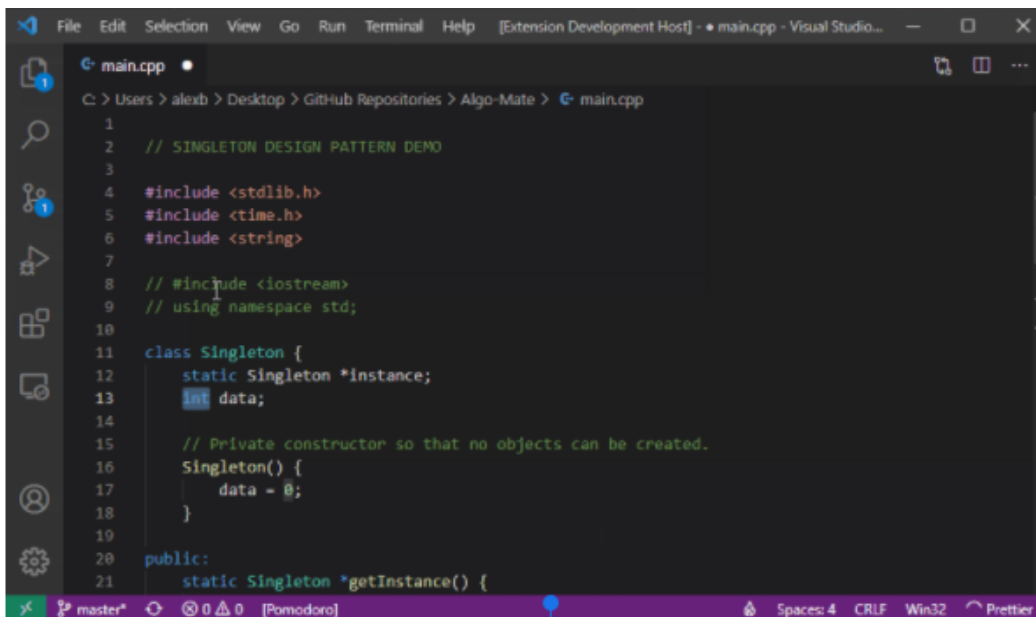 File Edit Selection View Go Run Terminal Help [Extension Development Host] - ● main.cpp - Visual Studio...
main.cpp ●
C: > Users > alexb > Desktop > GitHub Repositories > Algo-Mate > main.cpp
1
2 // SINGLETON DESIGN PATTERN DEMO
3
4 #include <stdlib.h>
5 #include <time.h>
6 #include <string>
7
8 // #include <iostream>
9 // using namespace std;
10
11 class Singleton {
12 static Singleton *instance;
13 int data;
14
15 // Private constructor so that no objects can be created.
16 Singleton() {
17 data = 0;
18 }
19
20 public:
21 static Singleton *getInstance() {
master* 0 0 [Pomodoro] Spaces: 4 CRLF Win32 Prettier